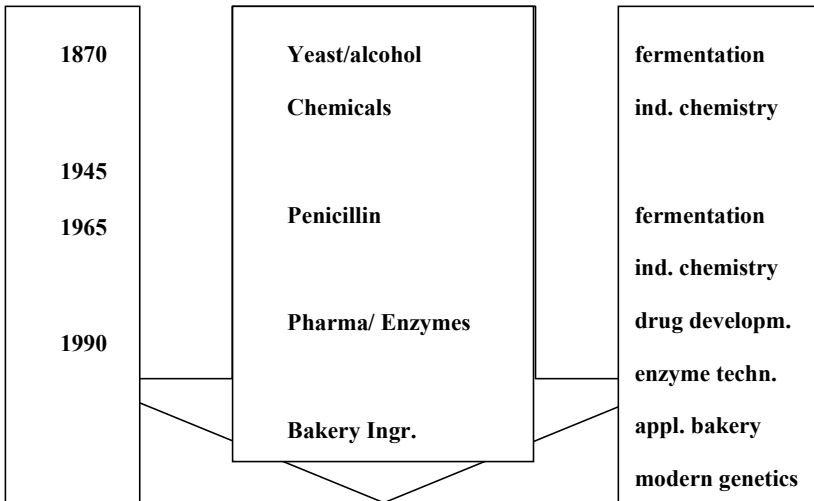 1870 Yeast/alcohol fermentation
Chemicals ind. chemistry
1945
Penicillin fermentation
1965
ind. chemistry
Pharma/ Enzymes drug developm.
1990
enzyme techn.
Bakery Ingr. appl. bakery
modern genetics